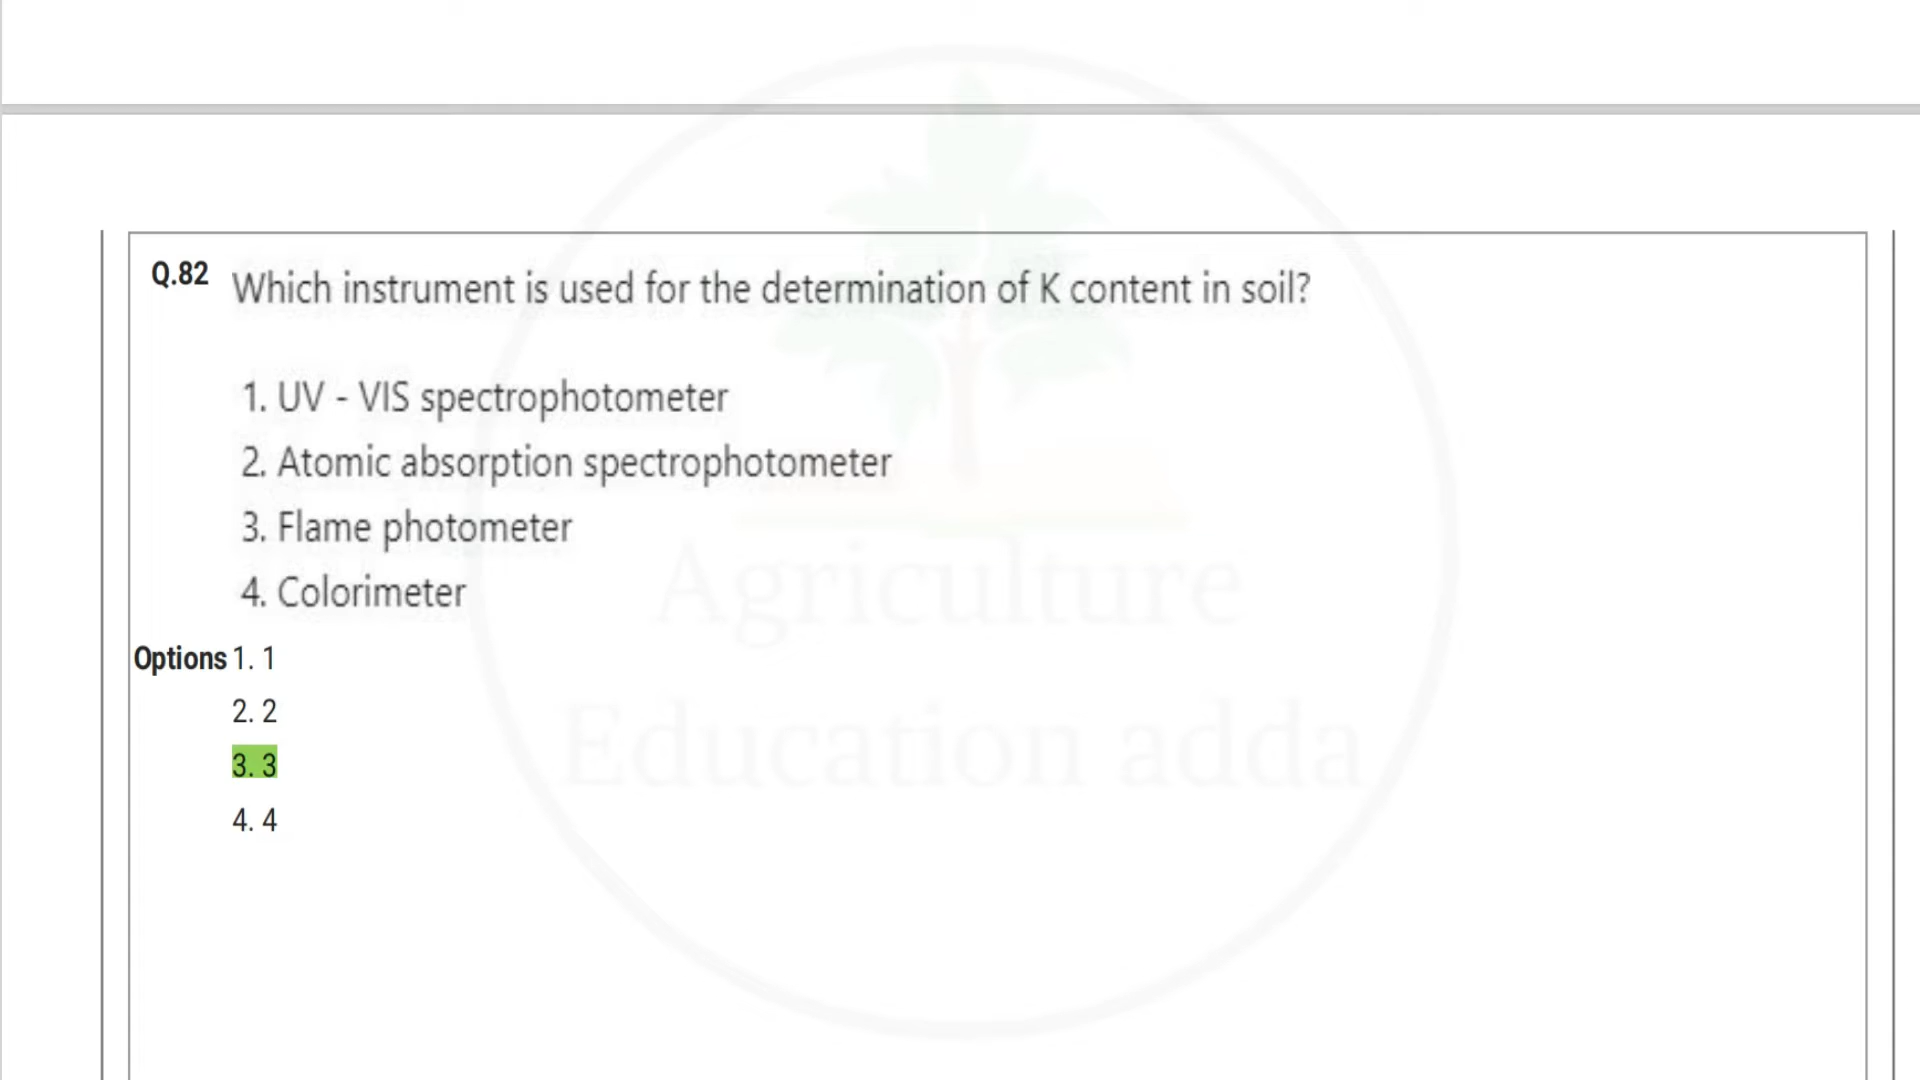 Q.82 Which instrument is used for the determination of K content in soil?
1. UV - VIS spectrophotometer
2. Atomic absorption spectrophotometer
3. Flame photometer
4. Colorimeter
Options 1. 1
2. 2
3. 3
4. 4
Agriculture
Education adda